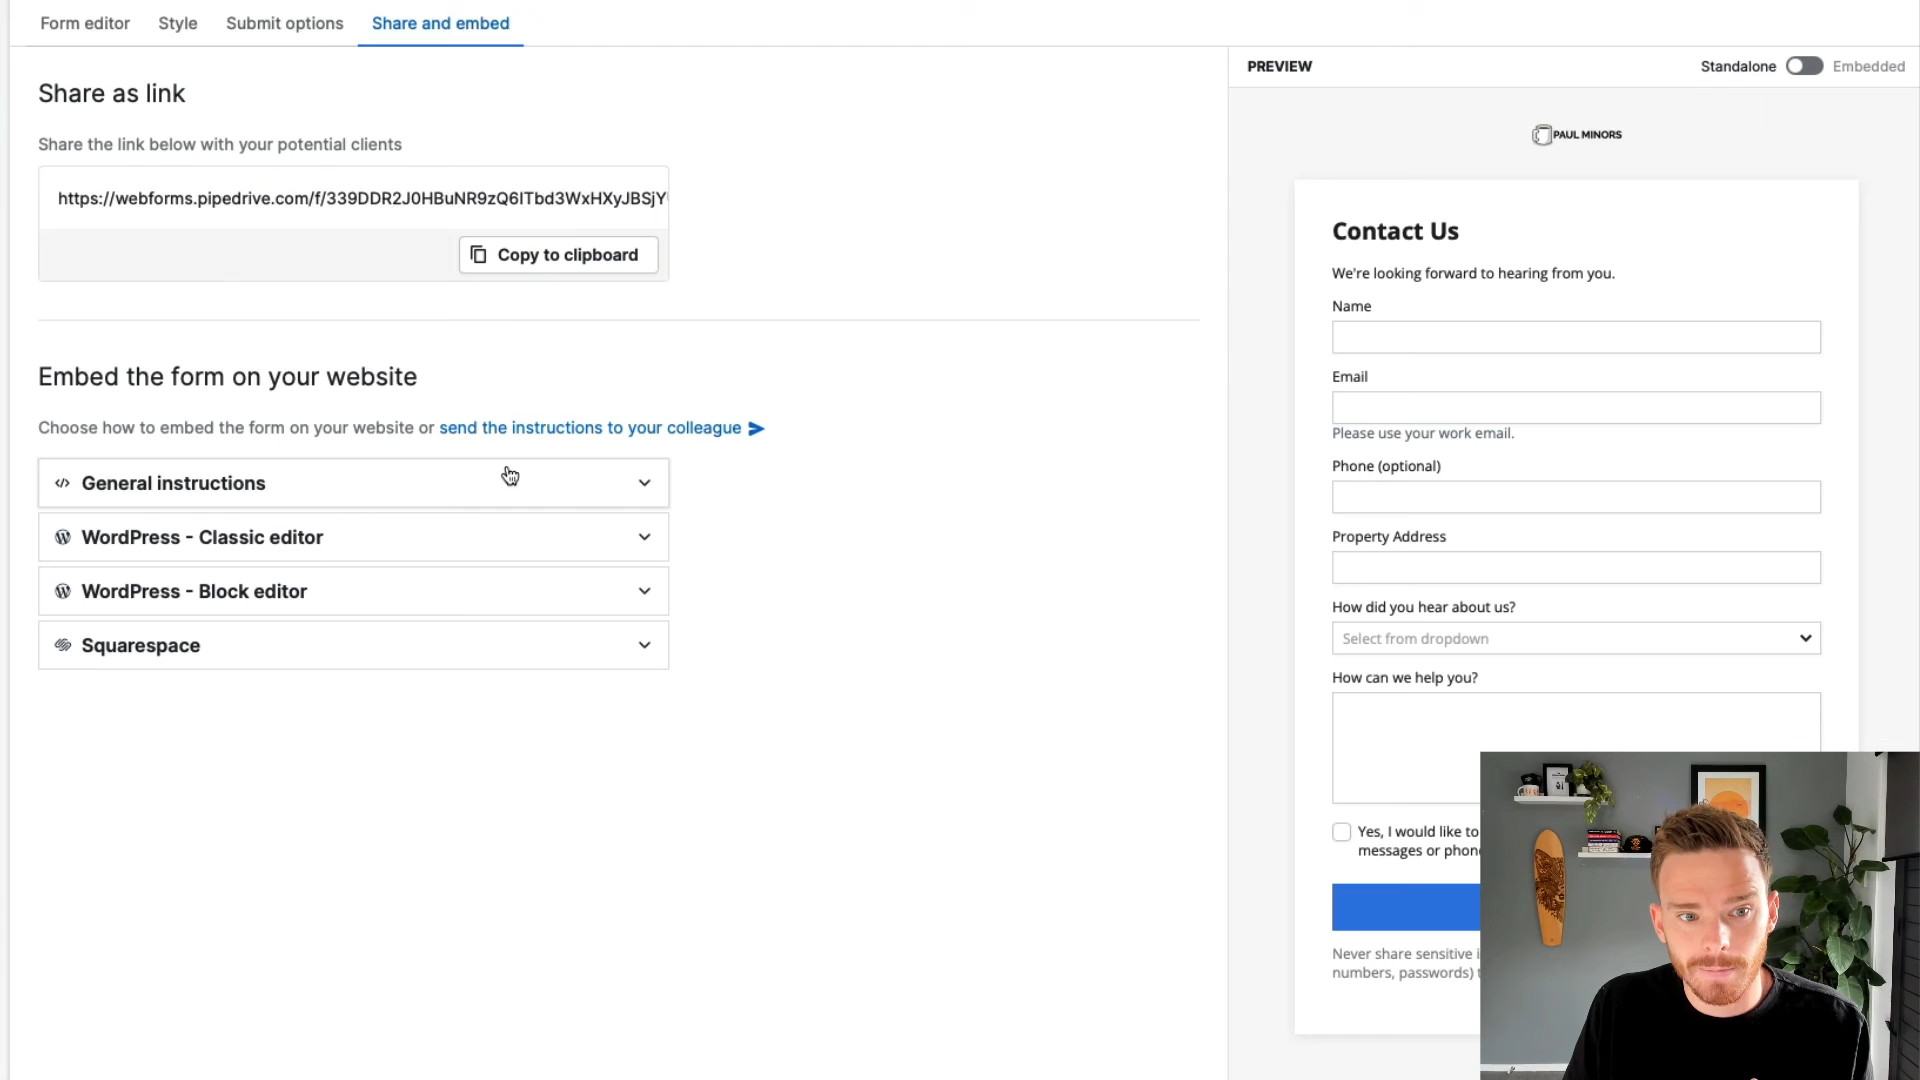 Form editor
Style
Submit options
Share and embed
Share as link
Share the link below with your potential clients
https://webforms.pipedrive.com/f/339DDR2J0HBuNR9zQ6ITbd3WxHXyJBSjY
Copy to clipboard
Embed the form on your website
Choose how to embed the form on your website or send the instructions to your colleague
General instructions
WordPress - Classic editor
WordPress - Block editor
Squarespace
PREVIEW
Standalone
Embedded
PAUL MINORS
Contact Us
We're looking forward to hearing from you.
Name
Email
Please use your work email.
Phone (optional)
Property Address
How did you hear about us?
Select from dropdown
How can we help you?
Yes, I would like to
messages or phon
Never share sensitive i
numbers, passwords) t